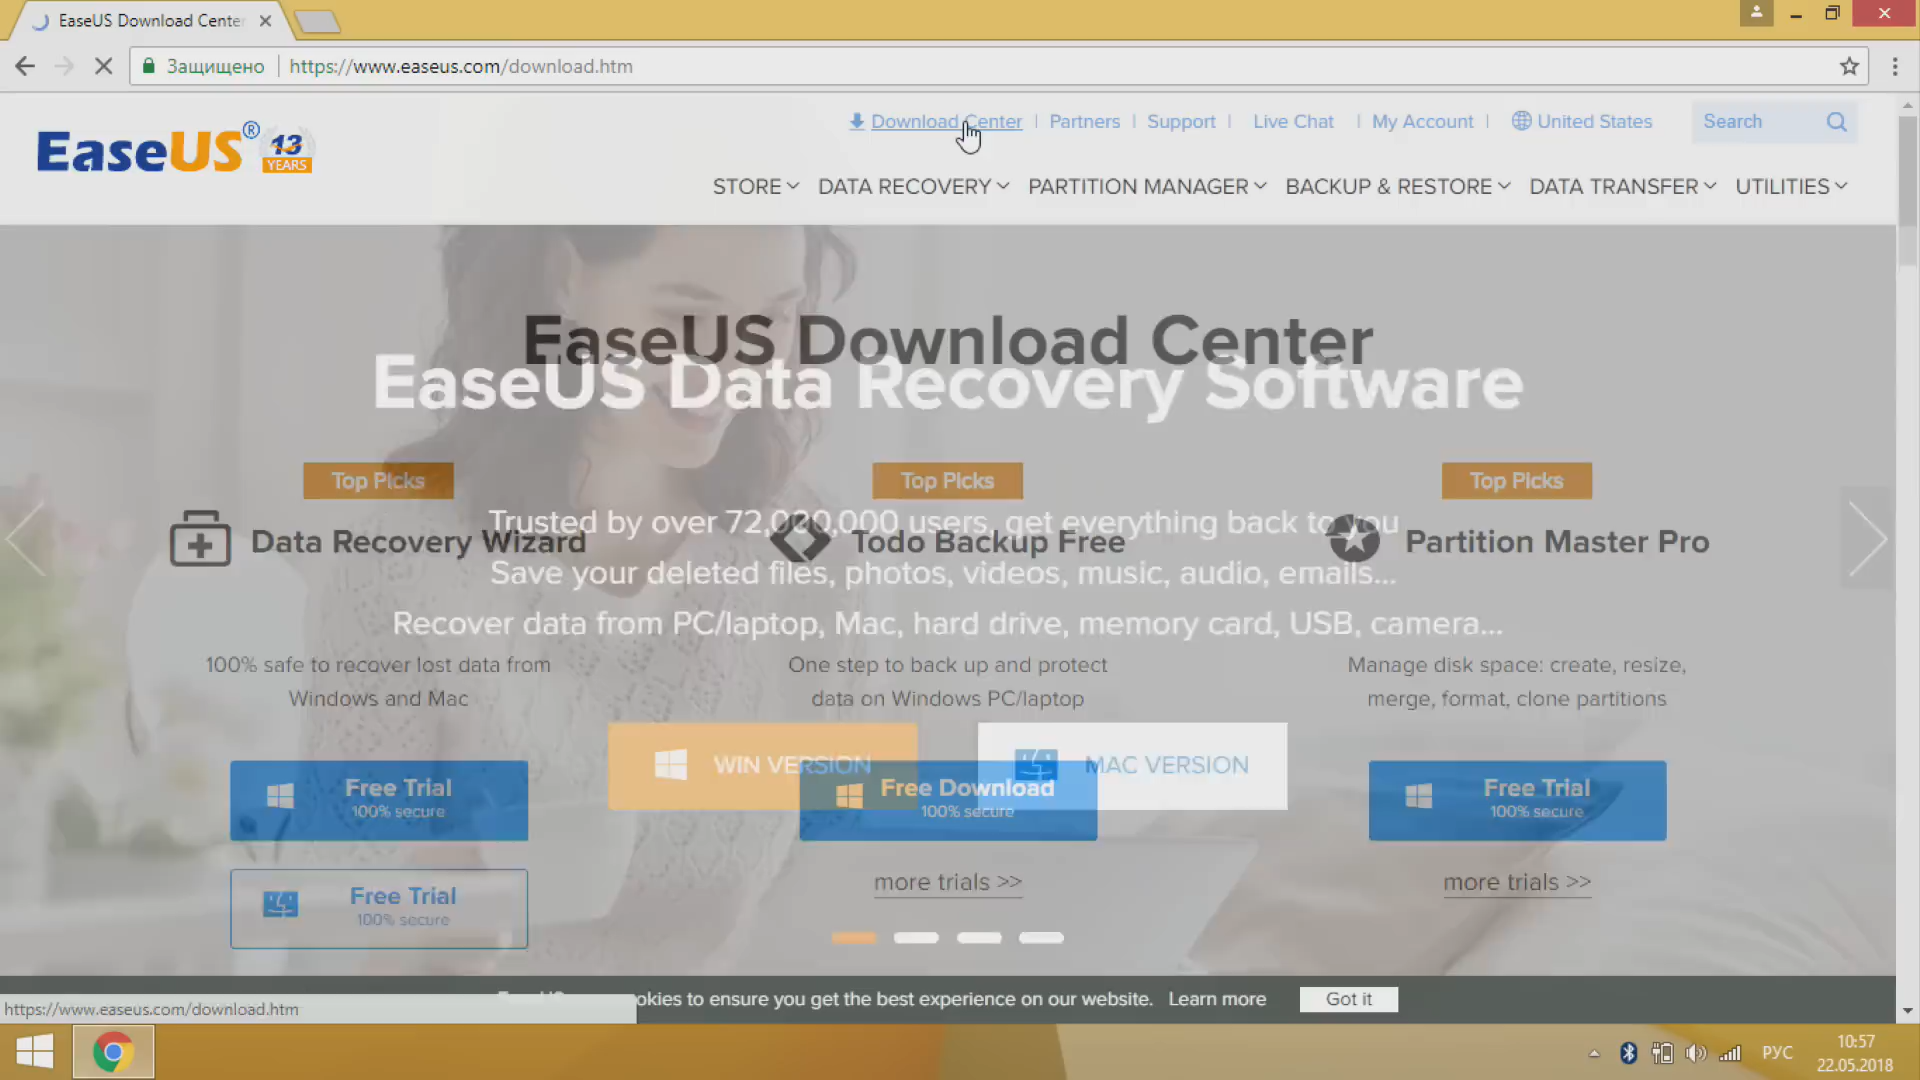 EaseUS Download Cente
Защищено https://www.easeus.com/download.htm
Download Center | Partners | Support | Live Chat | My Account | United States Search
EaseUS® 13 YEARS
STORE DATA RECOVERY PARTITION MANAGER BACKUP & RESTORE DATA TRANSFER UTILITIES
EaseUS Download Center
EaseUS Data Recovery Software
Top Picks Top Picks Top Picks
Trusted by over 72,000,000 users, get everything back to you
Data Recovery Wizard Todo Backup Free Partition Master Pro
Save your deleted files, photos, videos, music, audio, emails...
Recover data from PC/laptop, Mac, hard drive, memory card, USB, camera...
100% safe to recover lost data from
Windows and Mac
One step to back up and protect
data on Windows PC/laptop
Manage disk space: create, resize,
merge, format, clone partitions
WIN VERSION MAC VERSION
Free Trial
100% secure
Free Download
100% secure
Free Trial
100% secure
Free Trial
100% secure
more trials >> more trials >>
okies to ensure you get the best experience on our website. Learn more Got it
https://www.easeus.com/download.htm
РУС
10:57
22.05.2018